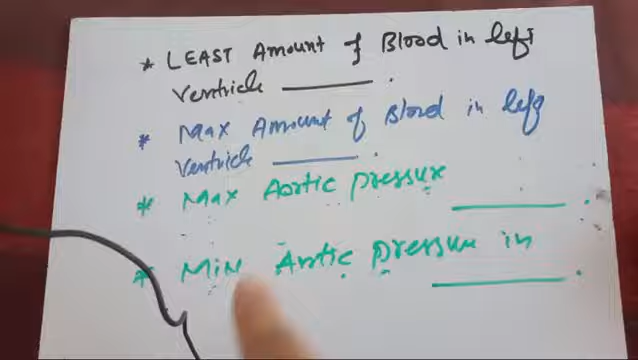 * LEAST Amount of Blood in left
Ventricle ______ .
* Max Amount of Blood in left
Ventricle ______ .
* Max Aortic pressure ______ .
* MiN Aortic pressure in ______ .